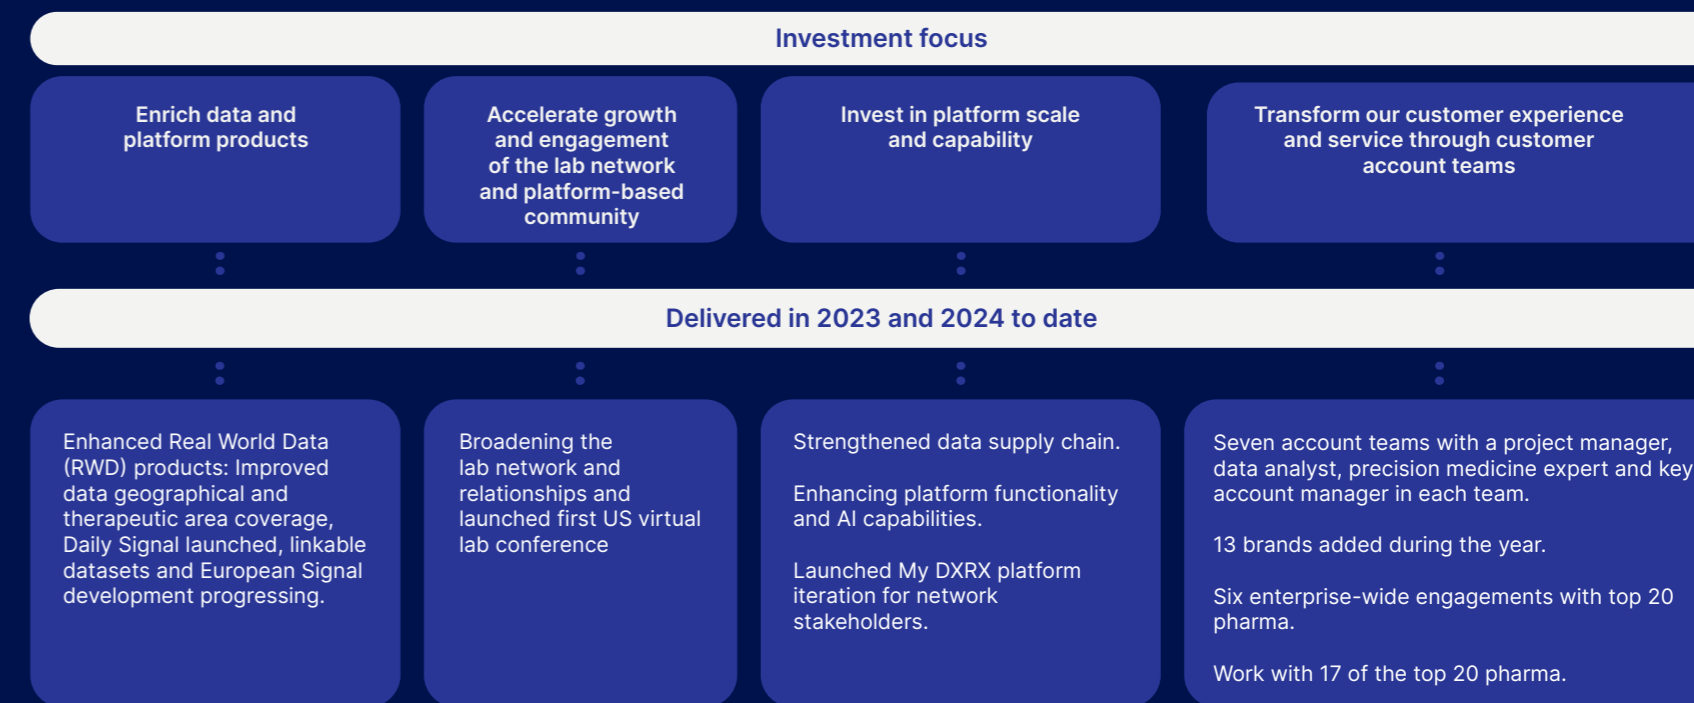 Investment focus
Enrich data and
platform products
Accelerate growth
and engagement
of the lab network
and platform-based
community
Invest in platform scale
and capability
Transform our customer experience
and service through customer
account teams
Delivered in 2023 and 2024 to date
Enhanced Real World Data
(RWD) products: Improved
data geographical and
therapeutic area coverage,
Daily Signal launched, linkable
datasets and European Signal
development progressing.
Broadening the
lab network and
relationships and
launched first US virtual
lab conference
Strengthened data supply chain.
Enhancing platform functionality
and AI capabilities.
Launched My DXRX platform
iteration for network
stakeholders.
Seven account teams with a project manager,
data analyst, precision medicine expert and key
account manager in each team.
13 brands added during the year.
Six enterprise-wide engagements with top 20
pharma.
Work with 17 of the top 20 pharma.